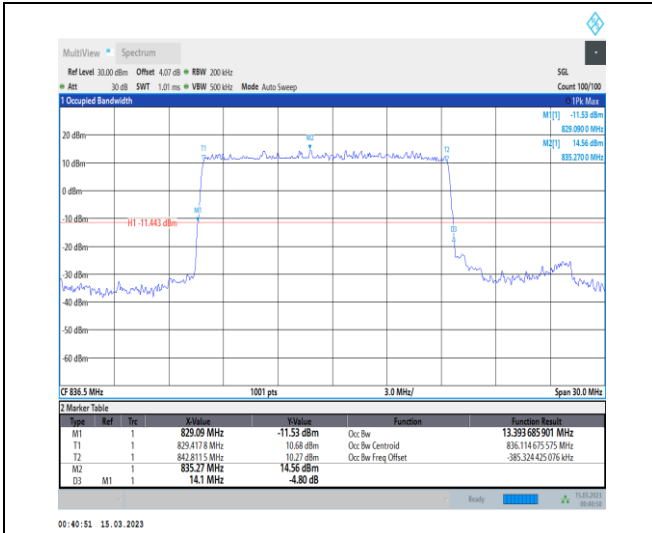 MultiView Spectrum
Ref Level 30.00 dBm Offset 4.07 dB RBW 200 kHz SGL
Att 30 dB SWT 1.01 ms VBW 500 kHz Mode Auto Sweep Count 100/100
1 Occupied Bandwidth 1Pk Max
M1[1] -11.53 dBm
829.090 0 MHz
M2[1] 14.56 dBm
835.270 0 MHz
20 dBm
T1 M2 T2
10 dBm
0 dBm
-10 dBm
M1
H1 -11.443 dBm
D3
-20 dBm
-30 dBm
-40 dBm
-50 dBm
-60 dBm
CF 836.5 MHz 1001 pts 3.0 MHz/ Span 30.0 MHz
2 Marker Table
Type Ref Trc X-Value Y-Value Function Function Result
M1 1 829.09 MHz -11.53 dBm Occ Bw 13.393 685 901 MHz
T1 1 829.417 8 MHz 10.68 dBm Occ Bw Centroid 836.114 675 575 MHz
T2 1 842.811 5 MHz 10.27 dBm Occ Bw Freq Offset -385.324 425 076 kHz
M2 1 835.27 MHz 14.56 dBm
D3 M1 1 14.1 MHz -4.80 dB
Ready 15.03.2023
00:40:50
00:40:51 15.03.2023